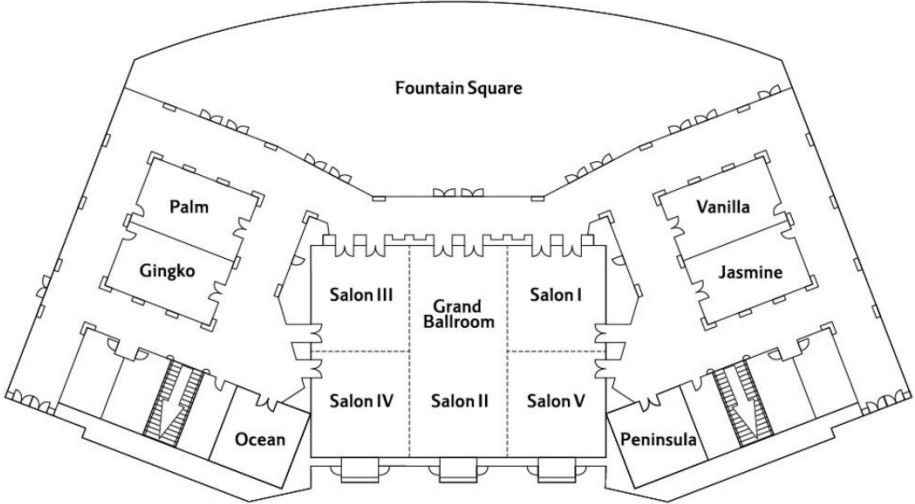 Fountain Square
Palm
Vanilla
Gingko
Jasmine
Salon III
Grand
Ballroom
Salon I
Salon IV
Salon II
Salon V
Ocean
Peninsula